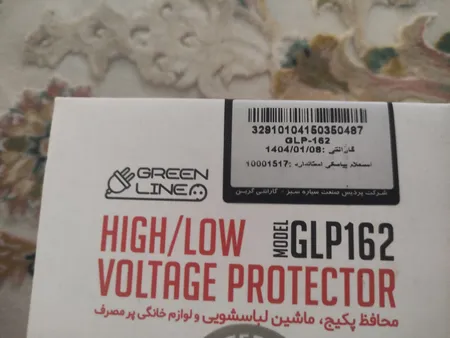 32910104150350487
GLP-162
گارانتی: 1404/01/08
استعلام پیامکی استاندارد: 10001517
شرکت پردیس صنعت سیاره سبز - گارانتی گرین
GREEN
LINE
HIGH/LOW
MODEL GLP162
VOLTAGE PROTECTOR
محافظ پکیج، ماشین لباسشویی و لوازم خانگی پر مصرف